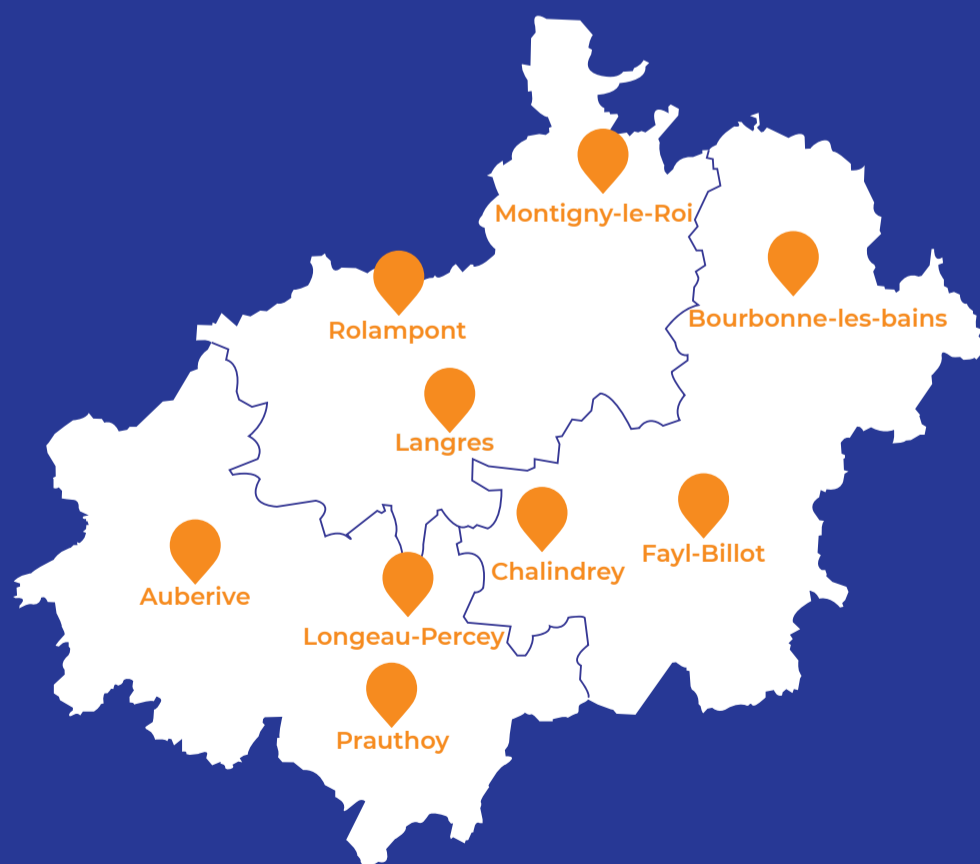 Montigny-le-Roi
Bourbonne-les-bains
Rolampont
Langres
Fayl-Billot
Chalindrey
Auberive
Longeau-Percey
Prauthoy